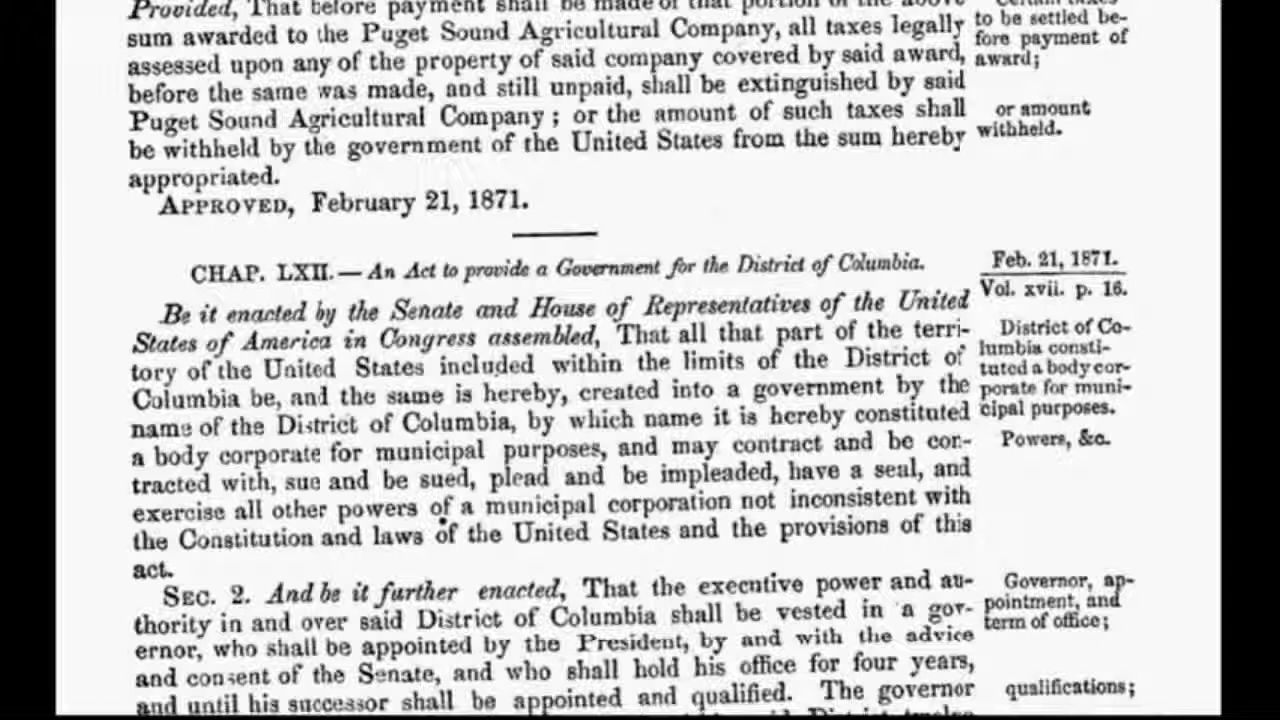 Provided, That before payment shall be made of that portion of the above
sum awarded to the Puget Sound Agricultural Company, all taxes legally
assessed upon any of the property of said company covered by said award,
before the same was made, and still unpaid, shall be extinguished by said
Puget Sound Agricultural Company; or the amount of such taxes shall
be withheld by the government of the United States from the sum hereby
appropriated.
APPROVED, February 21, 1871.
Certain taxes
to be settled be-
fore payment of
award;
or amount
withheld.
CHAP. LXII.—An Act to provide a Government for the District of Columbia.
Feb. 21, 1871.
Vol. xvii. p. 16.
Be it enacted by the Senate and House of Representatives of the United
States of America in Congress assembled, That all that part of the terri-
tory of the United States included within the limits of the District of
Columbia be, and the same is hereby, created into a government by the
name of the District of Columbia, by which name it is hereby constituted
a body corporate for municipal purposes, and may contract and be con-
tracted with, sue and be sued, plead and be impleaded, have a seal, and
exercise all other powers of a municipal corporation not inconsistent with
the Constitution and laws of the United States and the provisions of this
act.
District of Co-
lumbia consti-
tuted a body cor-
porate for muni-
cipal purposes.
Powers, &c.
SEC. 2. And be it further enacted, That the executive power and au-
thority in and over said District of Columbia shall be vested in a gov-
ernor, who shall be appointed by the President, by and with the advice
and consent of the Senate, and who shall hold his office for four years,
and until his successor shall be appointed and qualified. The governor
Governor, ap-
pointment, and
term of office;
qualifications;